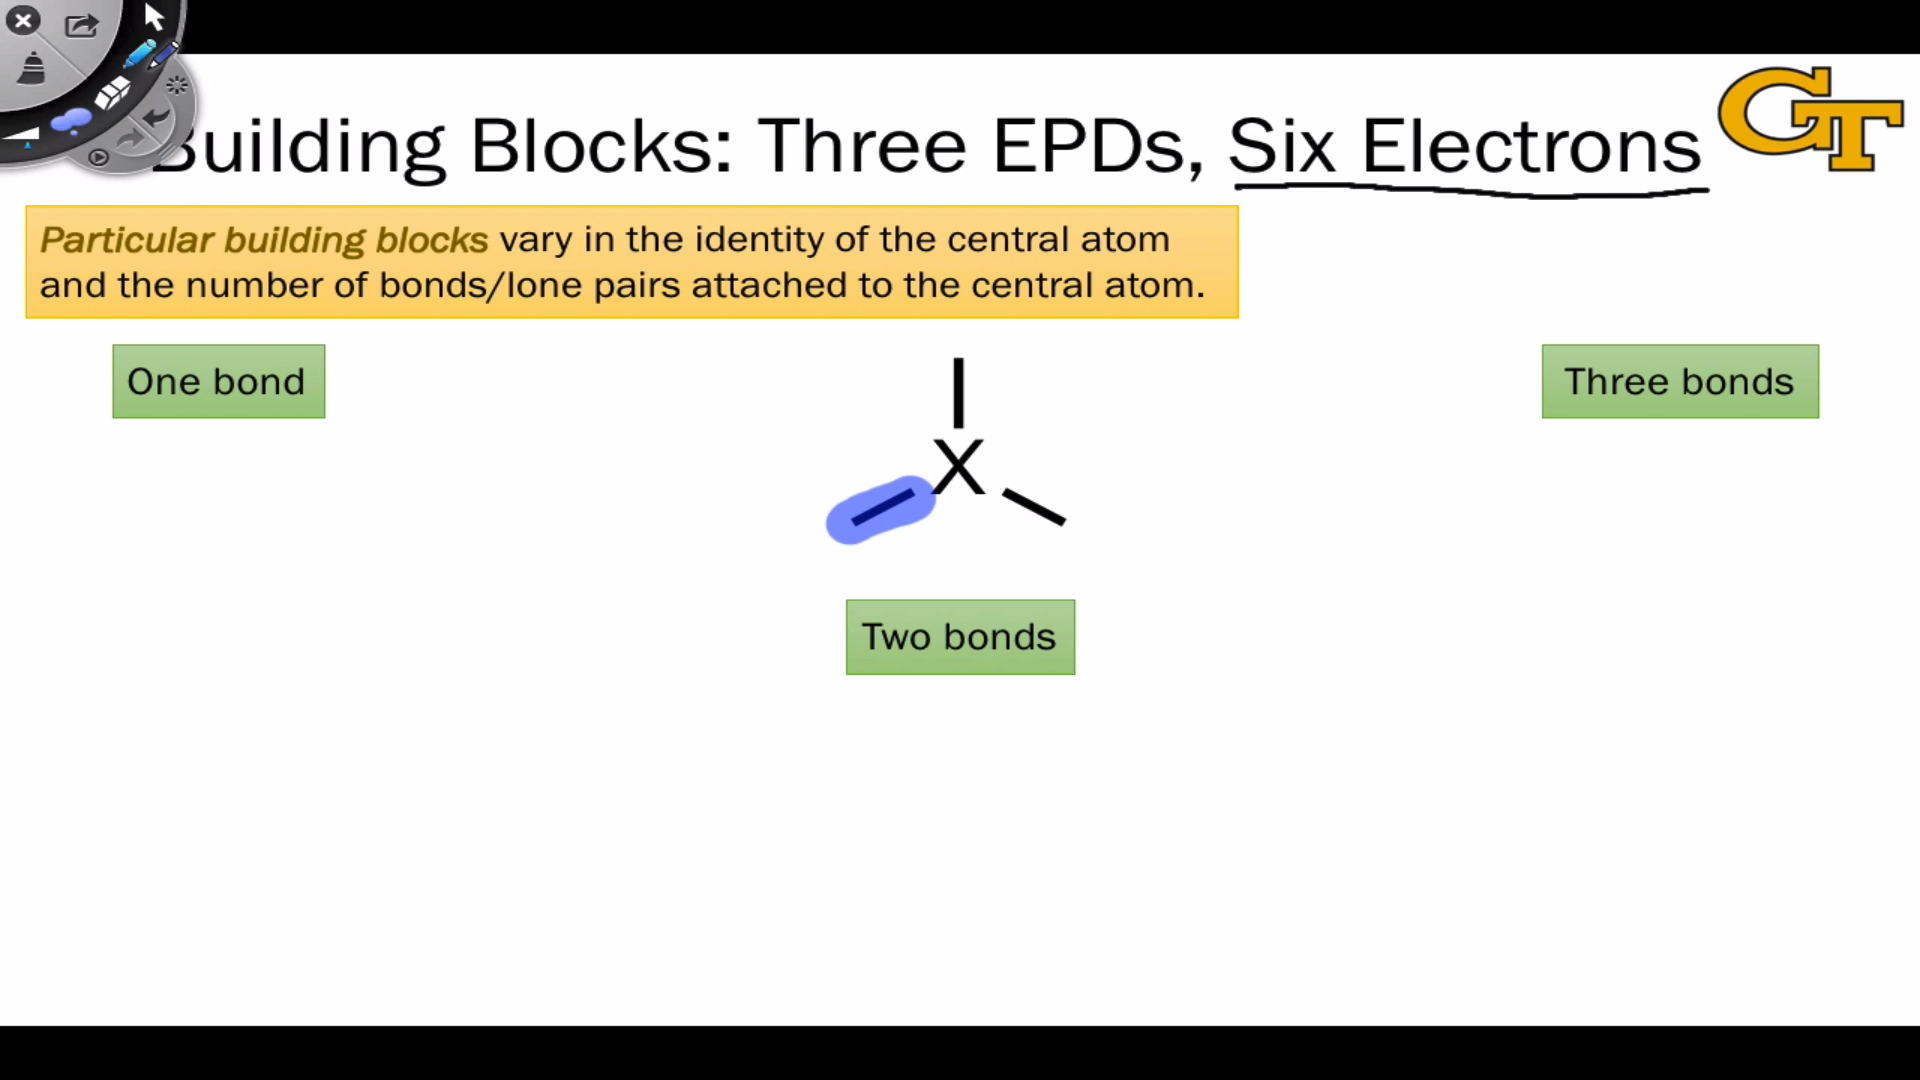 Building Blocks: Three EPDs, Six Electrons
GT
Particular building blocks vary in the identity of the central atom
and the number of bonds/lone pairs attached to the central atom.
One bond
Three bonds
X
Two bonds